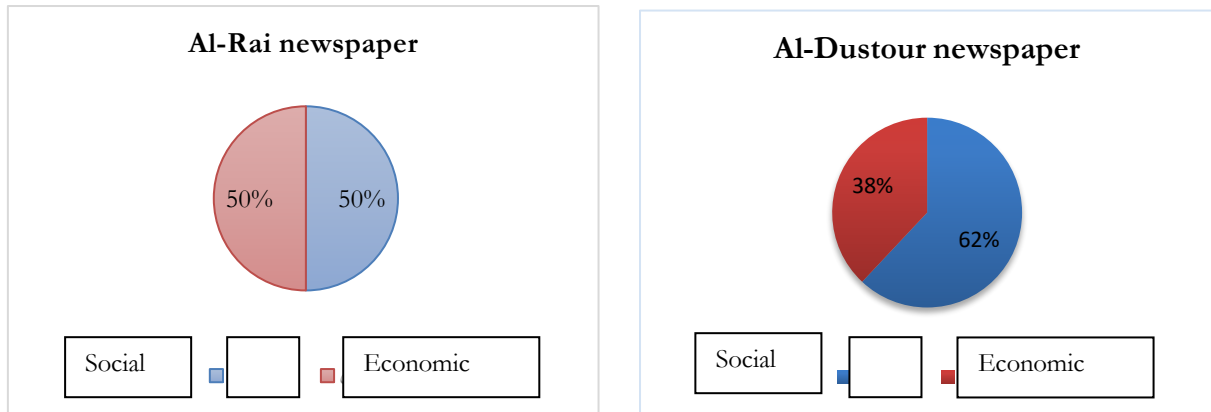 Al-Rai newspaper
50%
50%
Social
Economic
Al-Dustour newspaper
38%
62%
Social
Economic